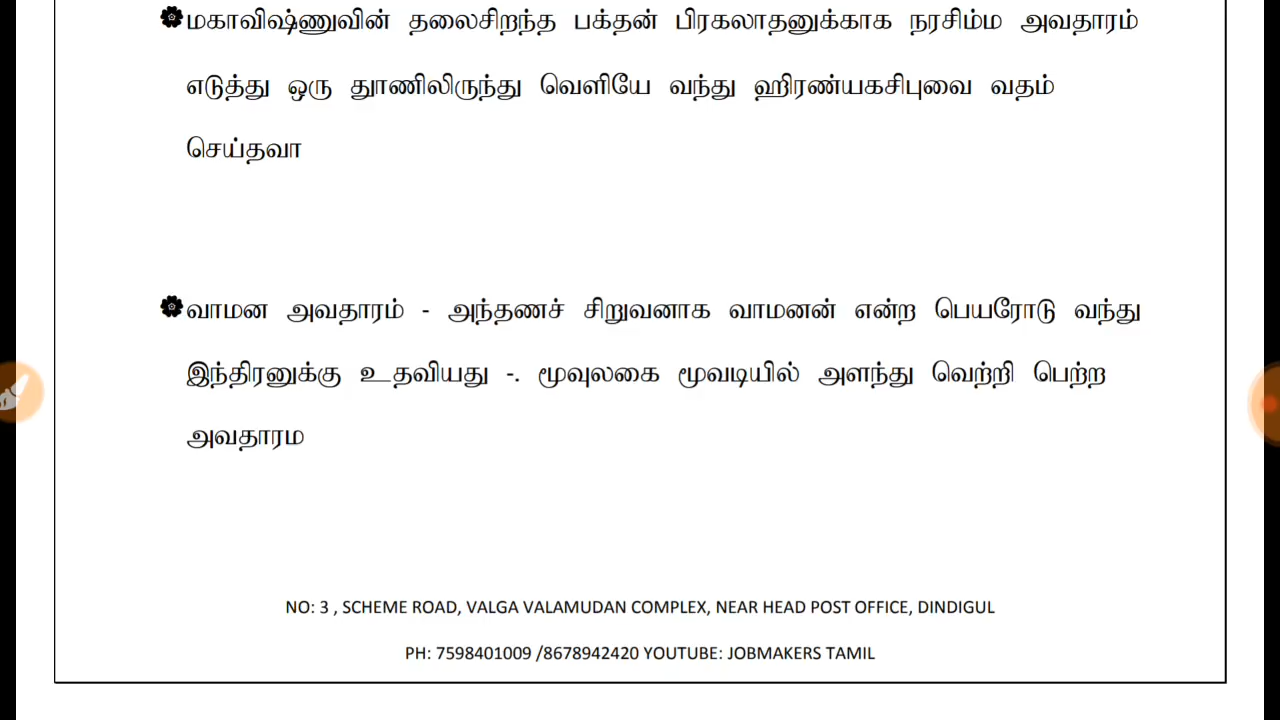 மகாவிஷ்ணுவின் தலைசிறந்த பக்தன் பிரகலாதனுக்காக நரசிம்ம அவதாரம்
எடுத்து ஒரு தூணிலிருந்து வெளியே வந்து ஹிரண்யகசிபுவை வதம்
செய்தவா
வாமன அவதாரம் - அந்தணச் சிறுவனாக வாமனன் என்ற பெயரோடு வந்து
இந்திரனுக்கு உதவியது -. மூவுலகை மூவடியில் அளந்து வெற்றி பெற்ற
அவதாரம
NO: 3 , SCHEME ROAD, VALGA VALAMUDAN COMPLEX, NEAR HEAD POST OFFICE, DINDIGUL
PH: 7598401009 /8678942420 YOUTUBE: JOBMAKERS TAMIL